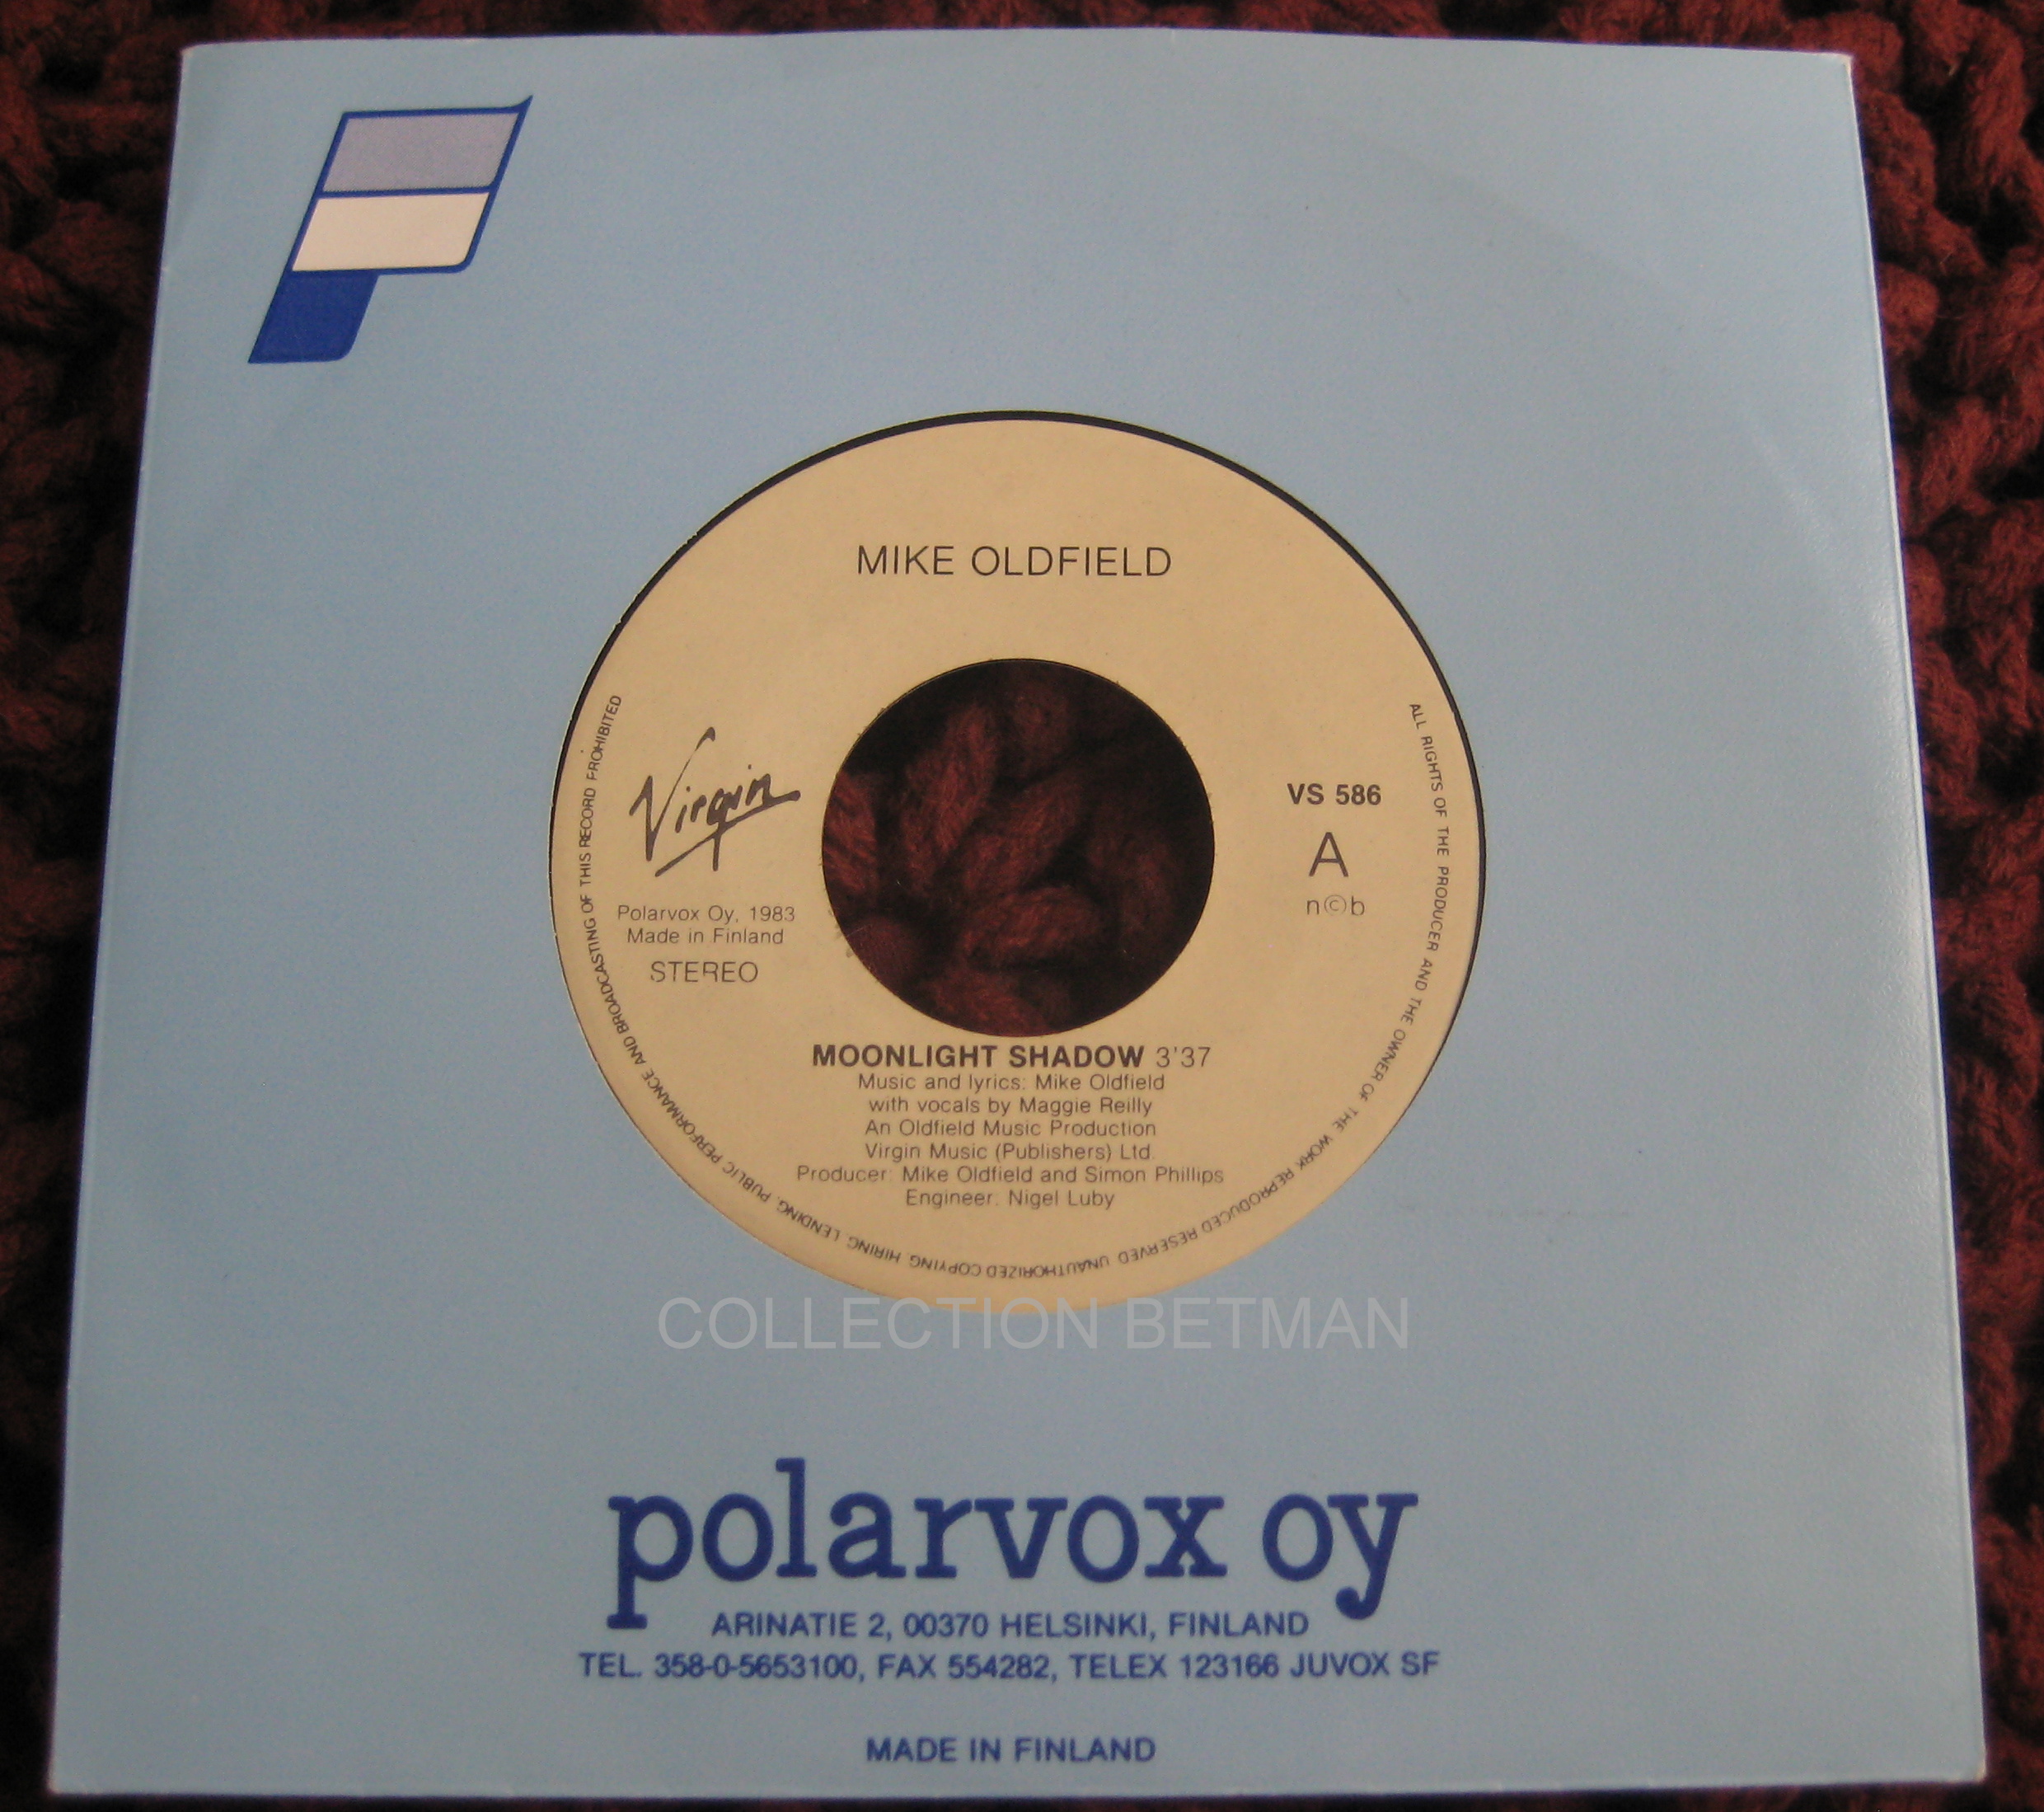 MIKE OLDFIELD
Virgin
Polarvox Oy, 1983
Made in Finland
STEREO
VS 586
A
n©b
MOONLIGHT SHADOW 3'37
Music and lyrics: Mike Oldfield
with vocals by Maggie Reilly
An Oldfield Music Production
Virgin Music (Publishers) Ltd.
Producer: Mike Oldfield and Simon Phillips
Engineer: Nigel Luby
ALL RIGHTS OF THE PRODUCER AND THE OWNER OF THE WORK REPRODUCED RESERVED UNAUTHORIZED COPYING, HIRING, LENDING, PUBLIC PERFORMANCE AND BROADCASTING OF THIS RECORD PROHIBITED
COLLECTION BETMAN
polarvox oy
ARINATIE 2, 00370 HELSINKI, FINLAND
TEL. 358-0-5653100, FAX 554282, TELEX 123166 JUVOX SF
MADE IN FINLAND